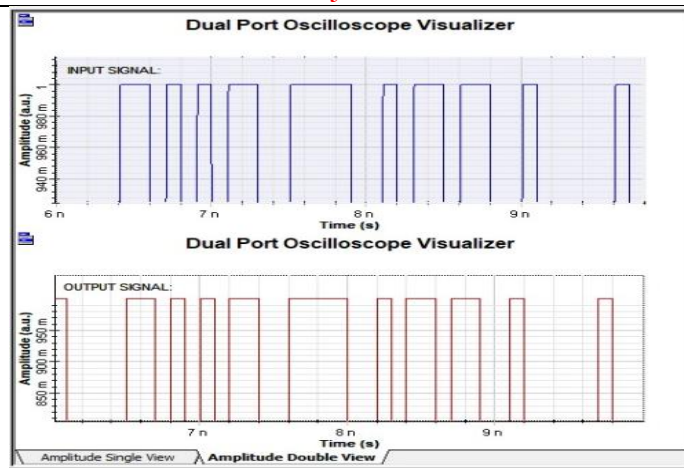 Dual Port Oscilloscope Visualizer
INPUT SIGNAL:
Amplitude (a.u.)
1
980 m
960 m
940 m
6 n 7 n 8 n 9 n
Time (s)
Dual Port Oscilloscope Visualizer
OUTPUT SIGNAL:
Amplitude (a.u.)
950 m
900 m
850 m
7 n 8 n 9 n
Time (s)
Amplitude Single View Amplitude Double View